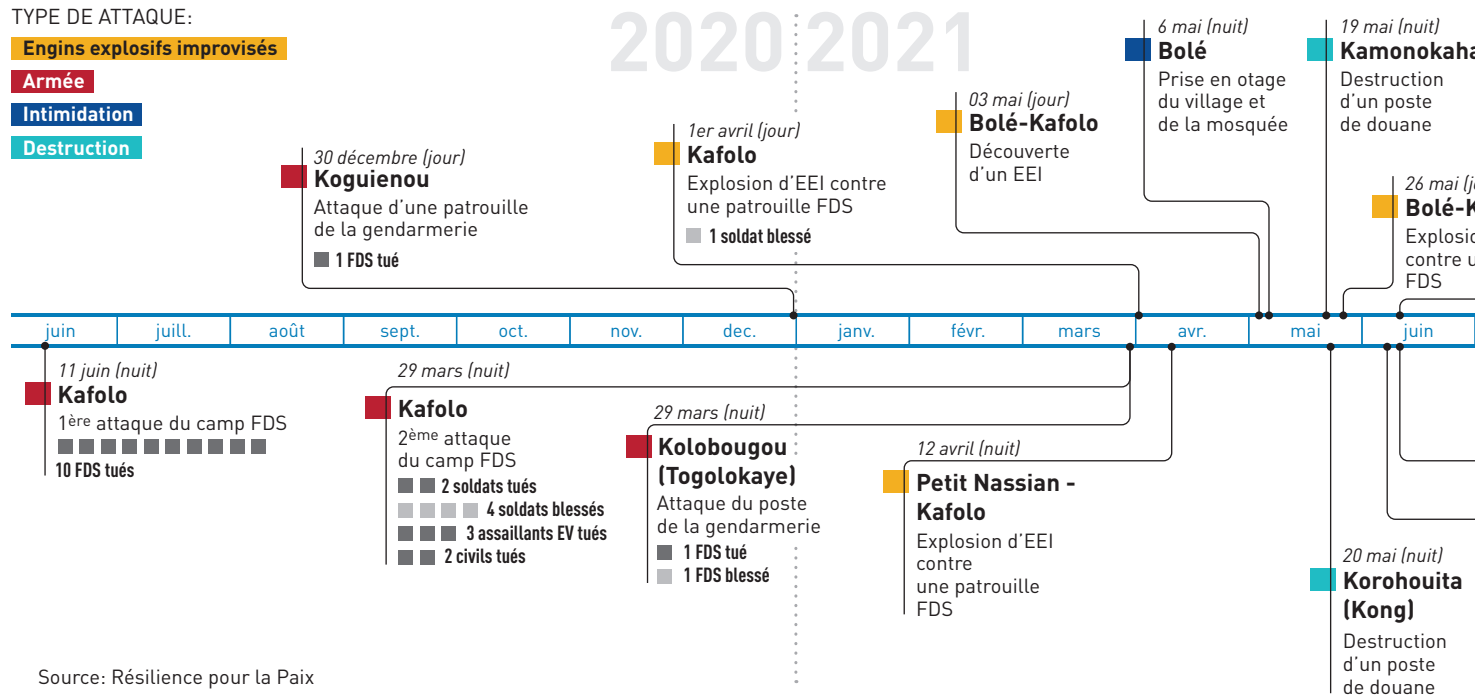 TYPE DE ATTAQUE:
Engins explosifs improvisés
Armée
Intimidation
Destruction
2020 2021
30 décembre (jour)
Koguienou
Attaque d'une patrouille
de la gendarmerie
1 FDS tué
1er avril (jour)
Kafolo
Explosion d'EEI contre
une patrouille FDS
1 soldat blessé
03 mai (jour)
Bolé-Kafolo
Découverte
d'un EEI
6 mai (nuit)
Bolé
Prise en otage
du village et
de la mosquée
19 mai (nuit)
Destruction
d'un poste
de douane
26 mai
contre
FDS
juin juill. août sept. oct. nov. dec. janv. févr. mars avr. mai juin
11 juin (nuit)
Kafolo
1ère attaque du camp FDS
10 FDS tués
29 mars (nuit)
Kafolo
2ème attaque
du camp FDS
2 soldats tués
4 soldats blessés
3 assaillants EV tués
2 civils tués
29 mars (nuit)
Kolobougou
(Togolokaye)
Attaque du poste
de la gendarmerie
1 FDS tué
1 FDS blessé
12 avril (nuit)
Petit Nassian -
Kafolo
Explosion d'EEI
contre
une patrouille
FDS
20 mai (nuit)
Korohouita
(Kong)
Destruction
d'un poste
de douane
Source: Résilience pour la Paix